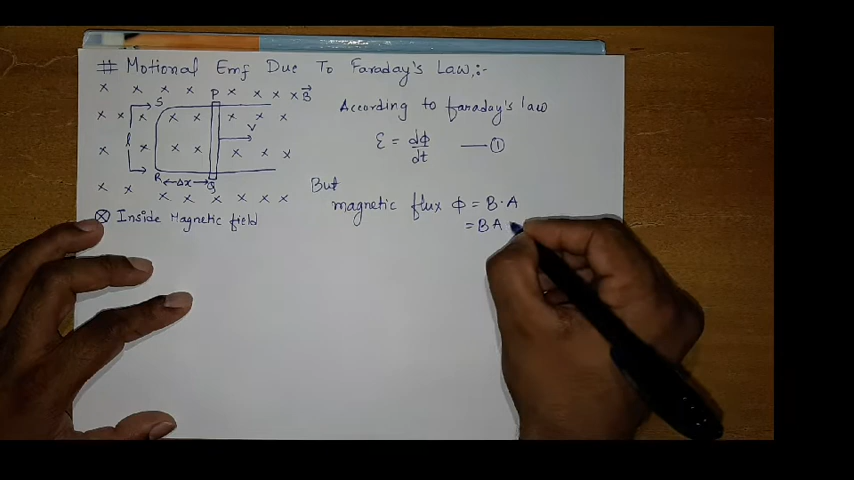 # Motional Emf Due To Faraday's Law,:-
x x x x P x x x x B⃗
S
x x x x x x x
According to faraday's law
l V
ε = dφ/dt —— ①
x x x x x x x
R ←Δx→ Q
x x x x x x x x
But
magnetic flux φ = B · A
⊗ Inside Magnetic field
= B A